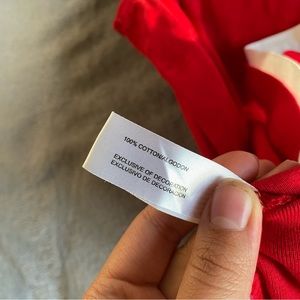 100% COTTON/ALGODON
EXCLUSIVE OF DECORATION
EXCLUSIVO DE DECORACION